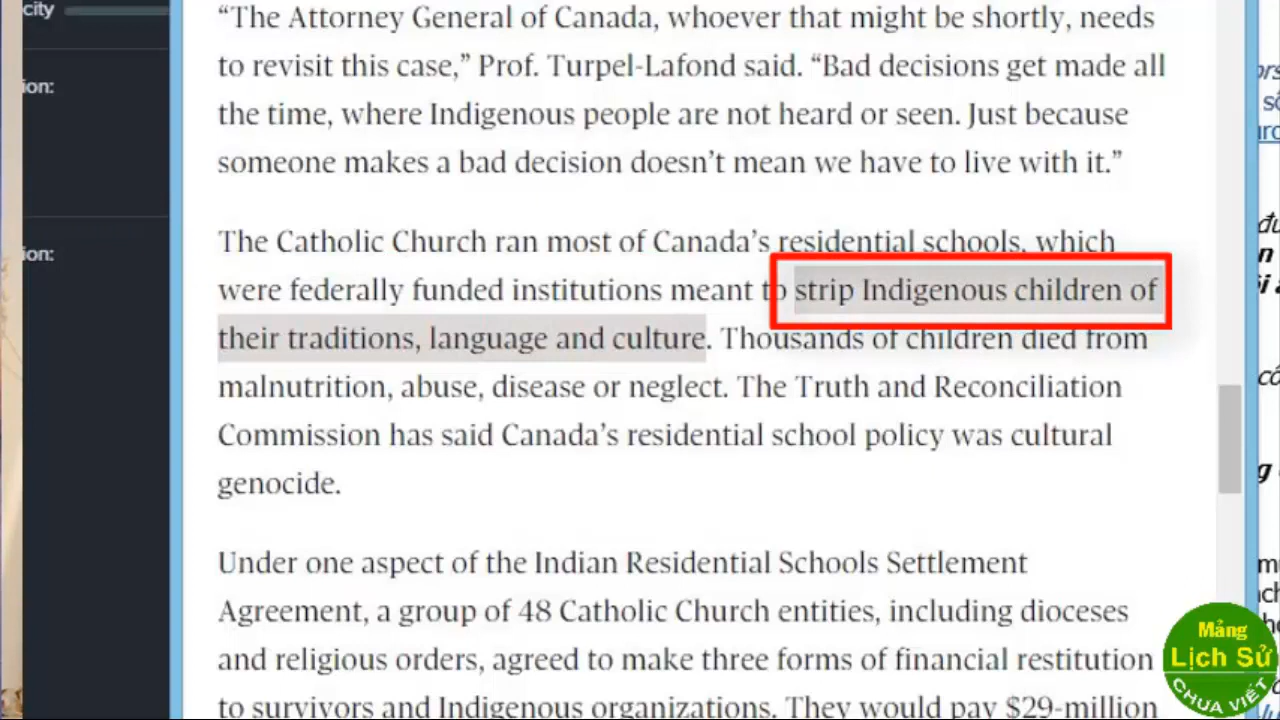 city
ion:
ion:
“The Attorney General of Canada, whoever that might be shortly, needs
to revisit this case,” Prof. Turpel-Lafond said. “Bad decisions get made all
the time, where Indigenous people are not heard or seen. Just because
someone makes a bad decision doesn’t mean we have to live with it.”
The Catholic Church ran most of Canada’s residential schools, which
were federally funded institutions meant to strip Indigenous children of
their traditions, language and culture. Thousands of children died from
malnutrition, abuse, disease or neglect. The Truth and Reconciliation
Commission has said Canada’s residential school policy was cultural
genocide.
Under one aspect of the Indian Residential Schools Settlement
Agreement, a group of 48 Catholic Church entities, including dioceses
and religious orders, agreed to make three forms of financial restitution
to survivors and Indigenous organizations. They would pay $29-million
Mảng
Lịch Sử
CHƯA VIẾT